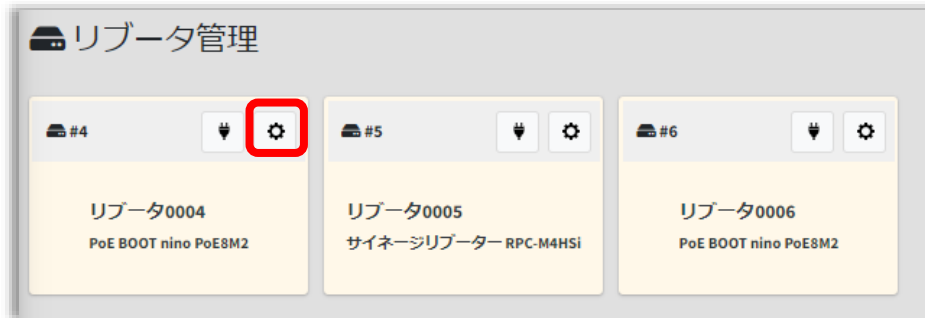 リブータ管理
#4
#5
#6
リブータ0004
PoE BOOT nino PoE8M2
リブータ0005
サイネージリブーター RPC-M4HSi
リブータ0006
PoE BOOT nino PoE8M2